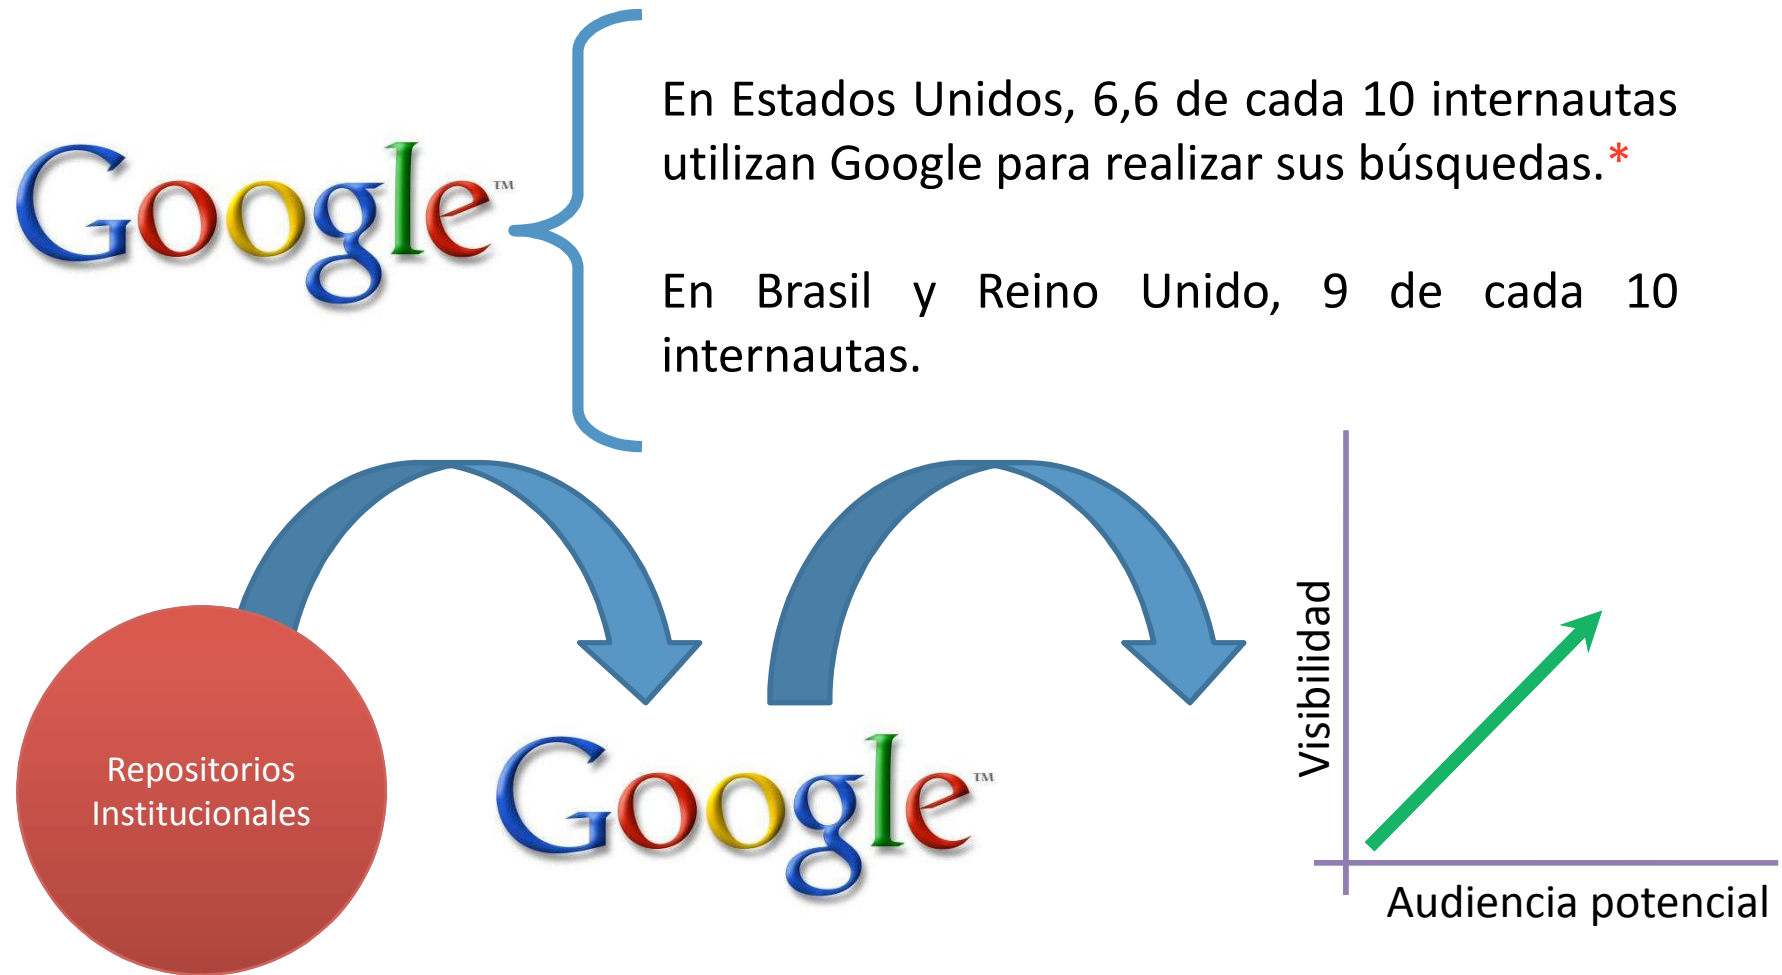 Google™
En Estados Unidos, 6,6 de cada 10 internautas
utilizan Google para realizar sus búsquedas.*
En Brasil y Reino Unido, 9 de cada 10
internautas.
Repositorios
Institucionales
Google™
Visibilidad
Audiencia potencial